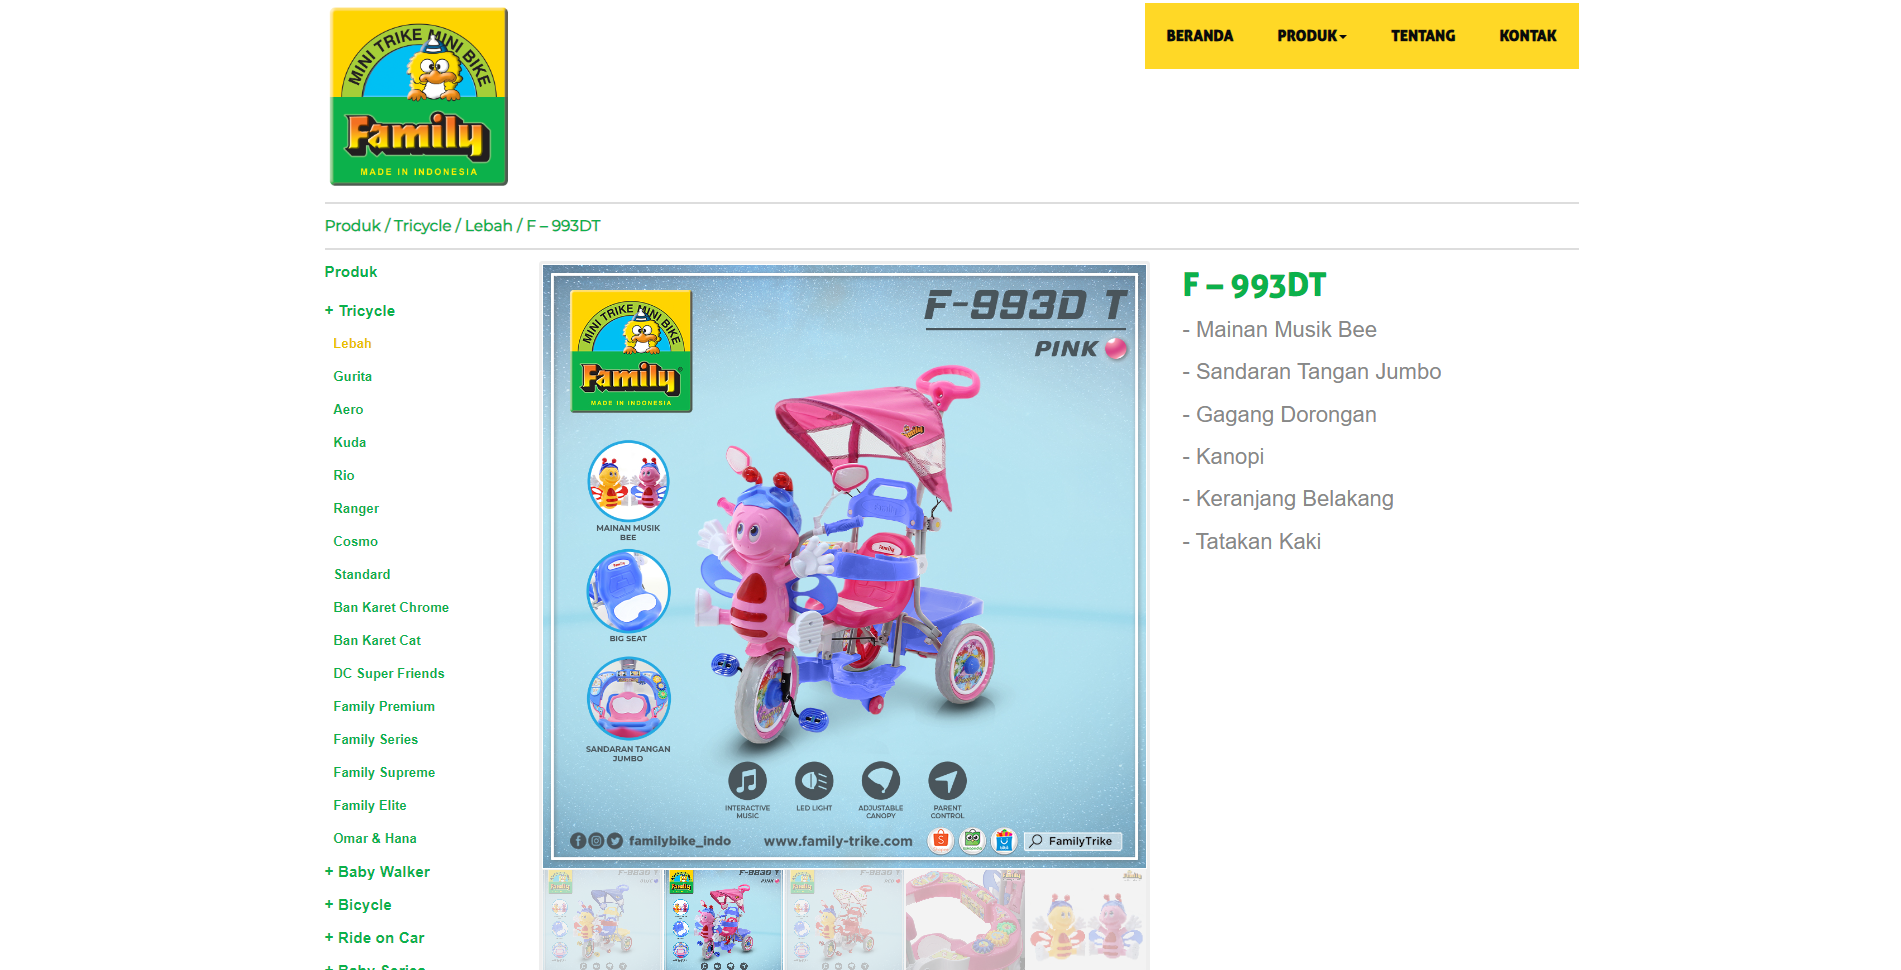 MINI TRIKE MINI BIKE
Family
MADE IN INDONESIA
BERANDA PRODUK TENTANG KONTAK
Produk / Tricycle / Lebah / F – 993DT
Produk
+ Tricycle
Lebah
Gurita
Aero
Kuda
Rio
Ranger
Cosmo
Standard
Ban Karet Chrome
Ban Karet Cat
DC Super Friends
Family Premium
Family Series
Family Supreme
Family Elite
Omar & Hana
+ Baby Walker
+ Bicycle
+ Ride on Car
+ Baby Series
MINI TRIKE MINI BIKE
Family
MADE IN INDONESIA
F-993D T
PINK
MAINAN MUSIK
BEE
BIG SEAT
SANDARAN TANGAN
JUMBO
INTERACTIVE
MUSIC
LED LIGHT
ADJUSTABLE
CANOPY
PARENT
CONTROL
familybike_indo
www.family-trike.com
FamilyTrike
F – 993DT
- Mainan Musik Bee
- Sandaran Tangan Jumbo
- Gagang Dorongan
- Kanopi
- Keranjang Belakang
- Tatakan Kaki